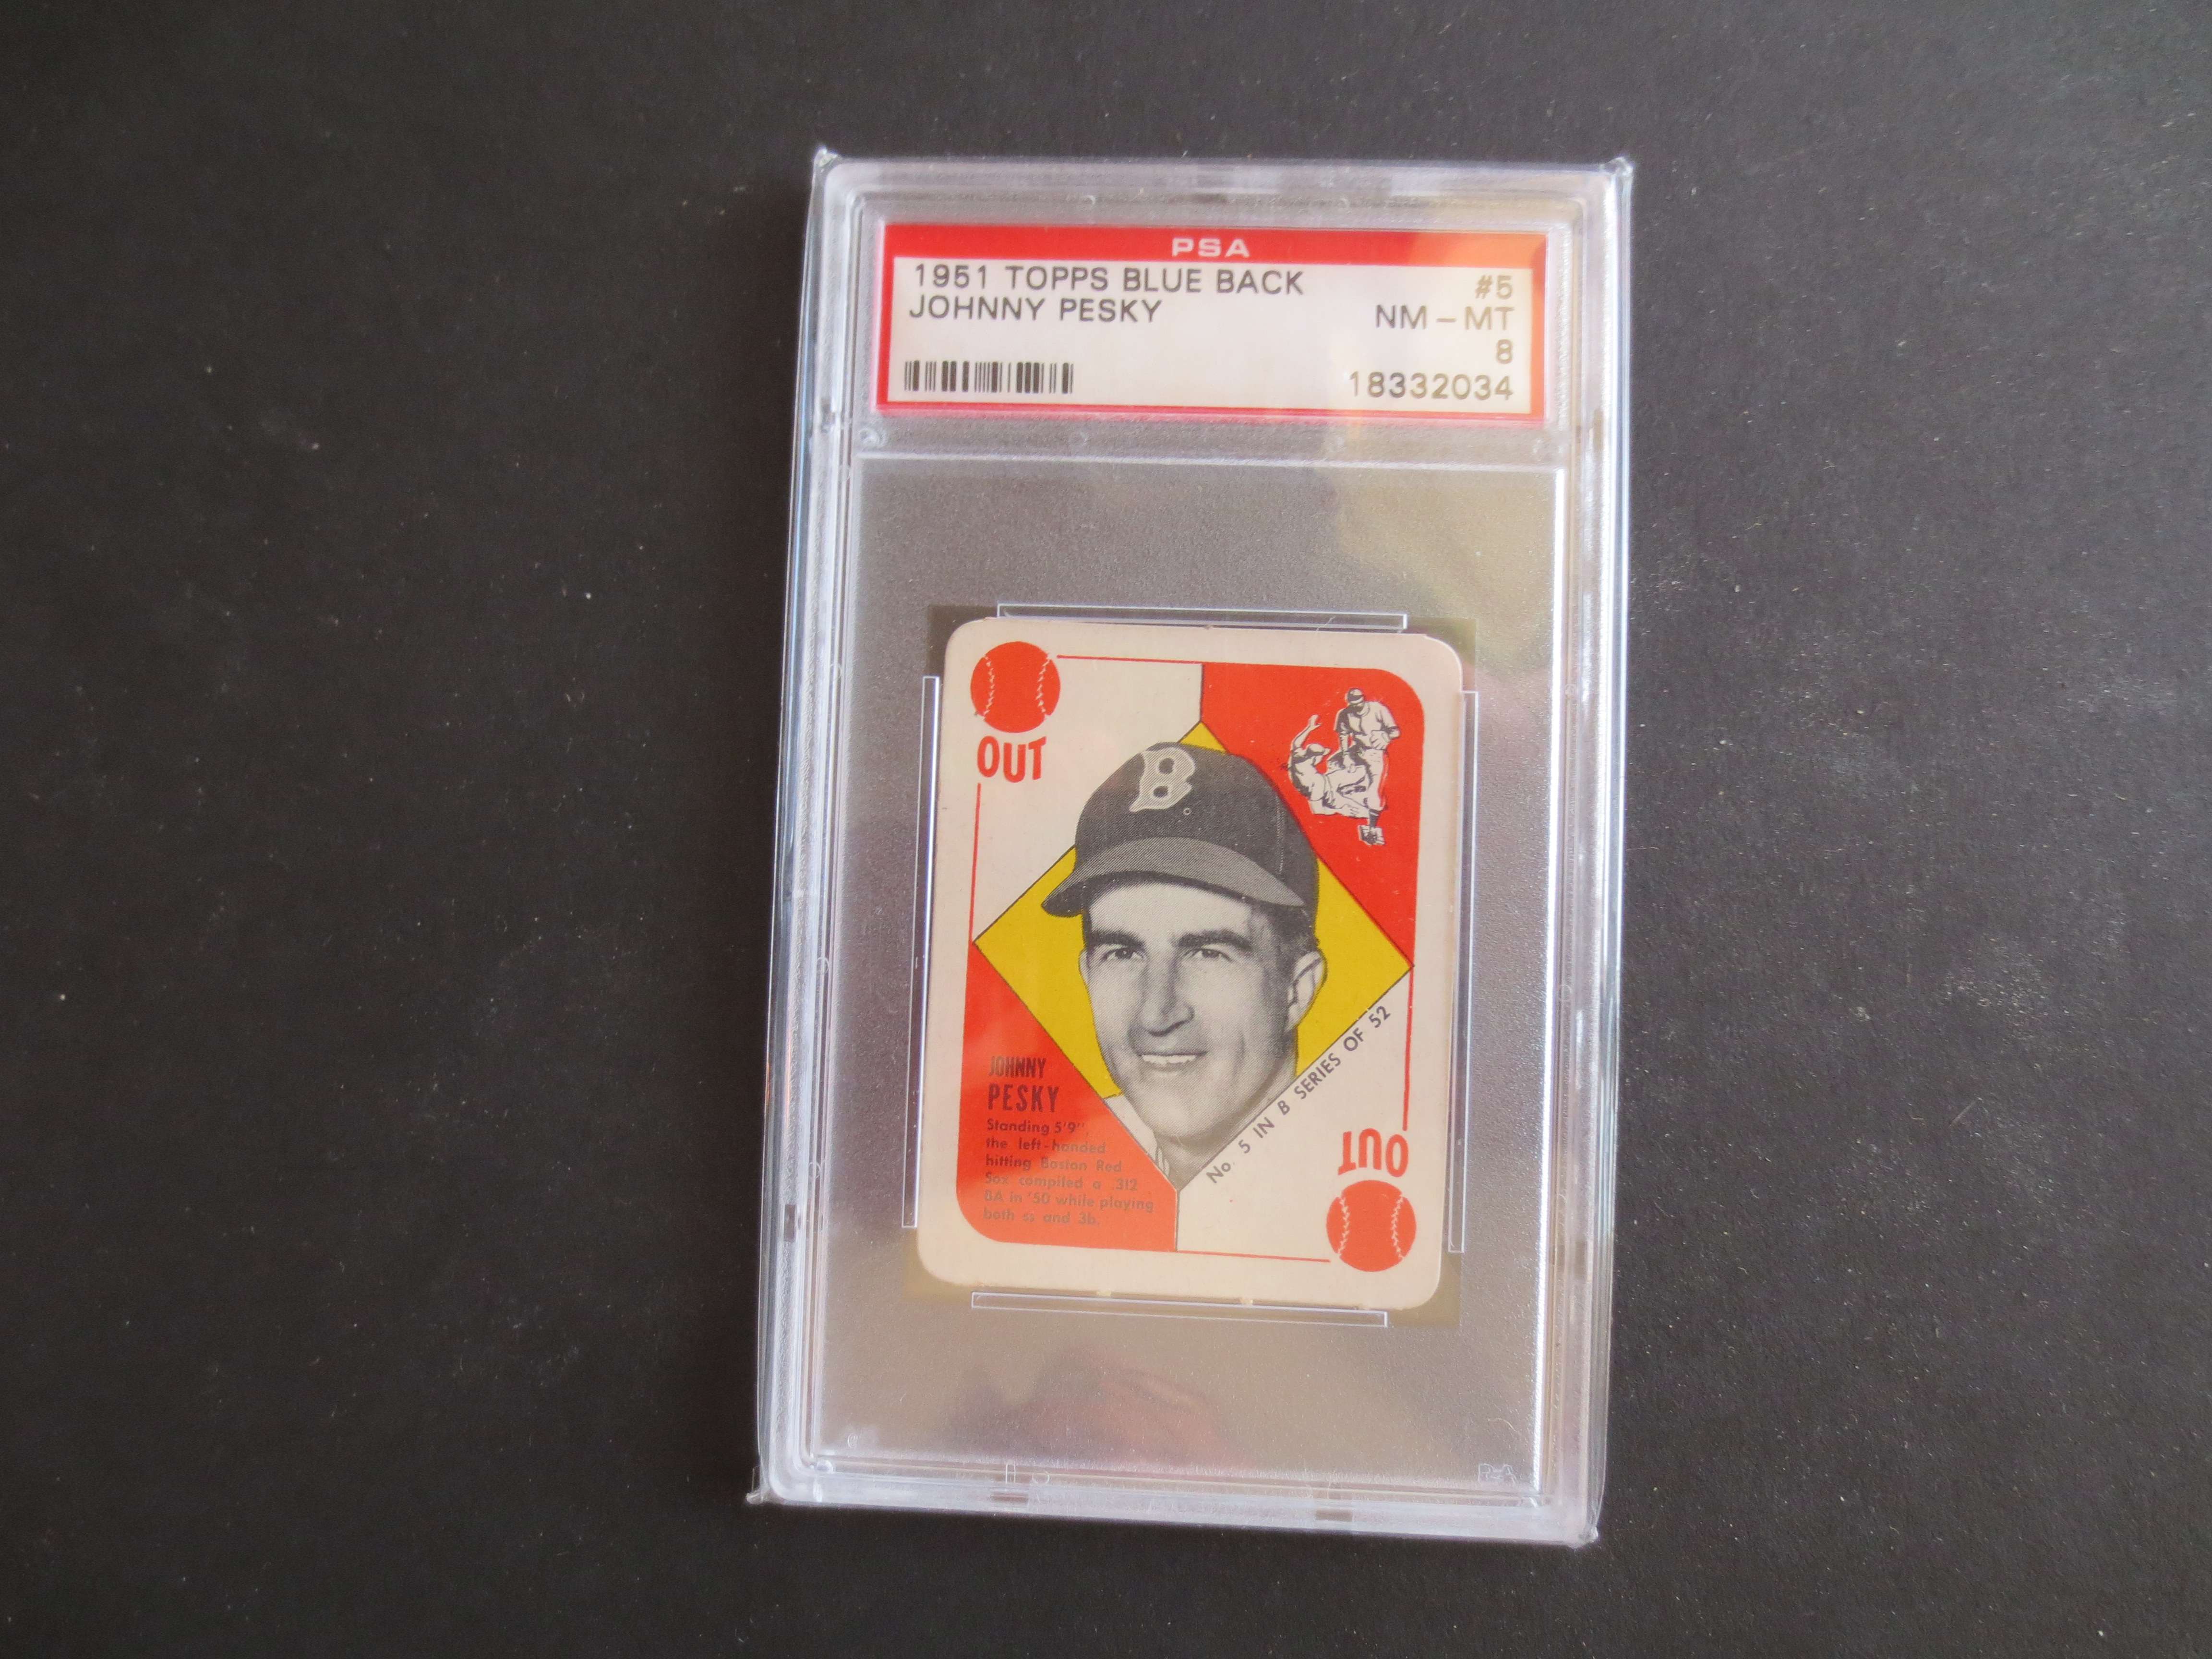 PSA
1951 TOPPS BLUE BACK #5
JOHNNY PESKY NM - MT
8
18332034
OUT
B
JOHNNY
PESKY
Standing 5'9",
the left-handed
hitting Boston Red
Sox compiled a .312
BA in '50 while playing
both ss and 3b.
No. 5 IN B SERIES OF 52
OUT
PSA